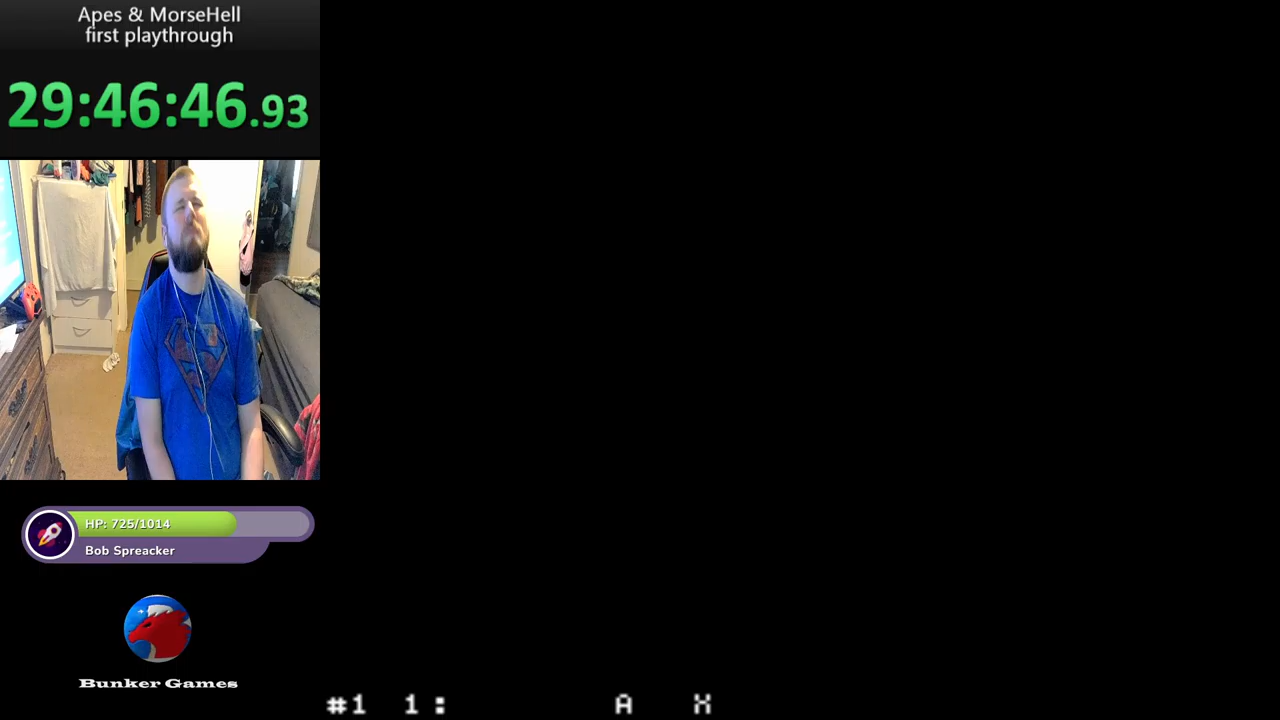 Apes & MorseHell
first playthrough
29:46:46.93
HP: 725/1014
Bob Spreacker
Bunker Games
#1 1: A X